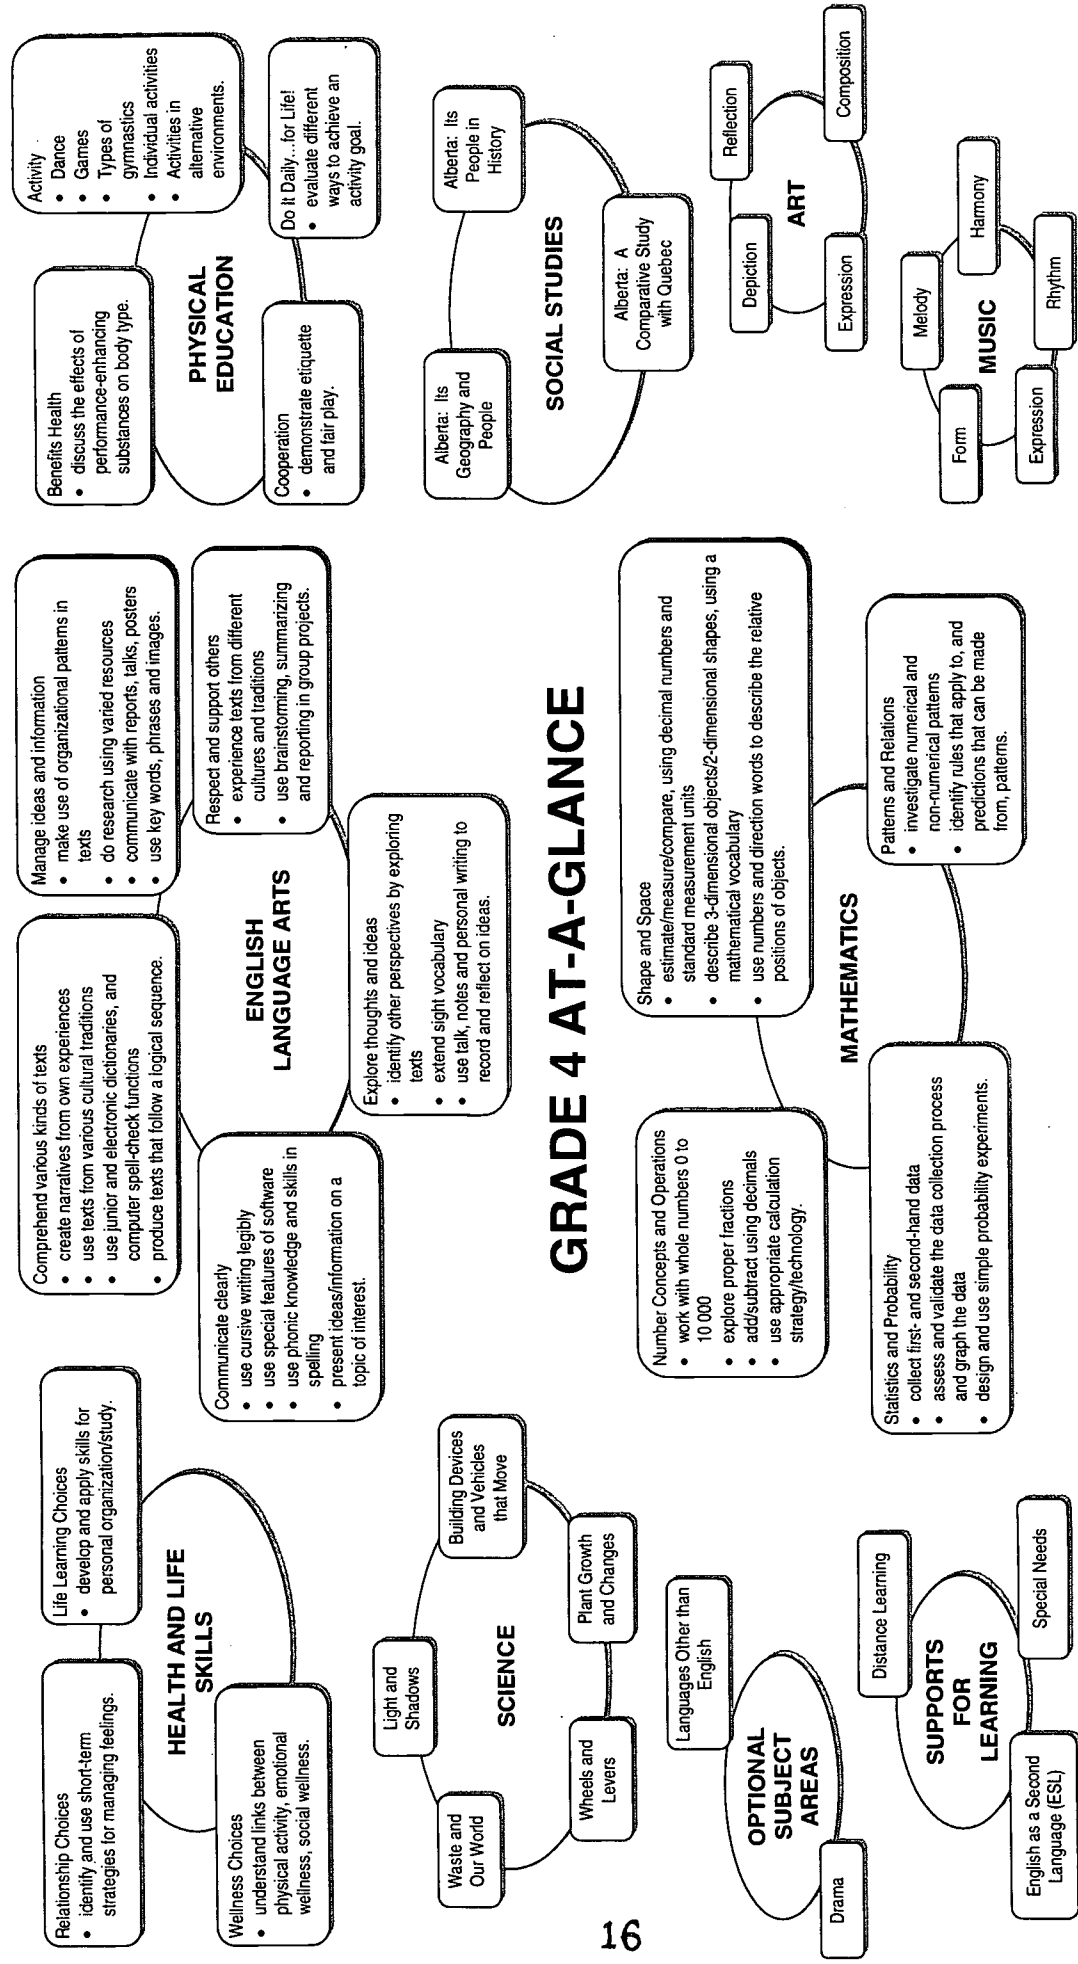 Relationship Choices
• identify and use short-term
strategies for managing feelings.
Life Learning Choices
• develop and apply skills for
personal organization/study.
HEALTH AND LIFE
SKILLS
Wellness Choices
• understand links between
physical activity, emotional
wellness, social wellness.
Comprehend various kinds of texts
• create narratives from own experiences
• use texts from various cultural traditions
• use junior and electronic dictionaries, and
computer spell-check functions
• produce texts that follow a logical sequence.
Manage ideas and information
• make use of organizational patterns in
texts
• do research using varied resources
• communicate with reports, talks, posters
• use key words, phrases and images.
Communicate clearly
• use cursive writing legibly
• use special features of software
• use phonic knowledge and skills in
spelling
• present ideas/information on a
topic of interest.
ENGLISH
LANGUAGE ARTS
Respect and support others
• experience texts from different
cultures and traditions
• use brainstorming, summarizing
and reporting in group projects.
Explore thoughts and ideas
• identify other perspectives by exploring
texts
• extend sight vocabulary
• use talk, notes and personal writing to
record and reflect on ideas.
Benefits Health
• discuss the effects of
performance-enhancing
substances on body type.
Activity
• Dance
• Games
• Types of
gymnastics
• Individual activities
• Activities in
alternative
environments.
PHYSICAL
EDUCATION
Cooperation
• demonstrate etiquette
and fair play.
Do It Daily...for Life!
• evaluate different
ways to achieve an
activity goal.
Light and
Shadows
Waste and
Our World
Building Devices
and Vehicles
that Move
SCIENCE
Wheels and
Levers
Plant Growth
and Changes
GRADE 4 AT-A-GLANCE
Alberta: Its
Geography and
People
Alberta: Its
People in
History
SOCIAL STUDIES
Alberta: A
Comparative Study
with Quebec
Languages Other than
English
OPTIONAL
SUBJECT
AREAS
Drama
Number Concepts and Operations
• work with whole numbers 0 to
10 000
• explore proper fractions
• add/subtract using decimals
• use appropriate calculation
strategy/technology.
Shape and Space
• estimate/measure/compare, using decimal numbers and
standard measurement units
• describe 3-dimensional objects/2-dimensional shapes, using a
mathematical vocabulary
• use numbers and direction words to describe the relative
positions of objects.
MATHEMATICS
Statistics and Probability
• collect first- and second-hand data
• assess and validate the data collection process
and graph the data
• design and use simple probability experiments.
Patterns and Relations
• investigate numerical and
non-numerical patterns
• identify rules that apply to, and
predictions that can be made
from, patterns.
Depiction
Reflection
ART
Expression
Composition
Distance Learning
SUPPORTS
FOR
LEARNING
English as a Second
Language (ESL)
Special Needs
Melody
Form
Harmony
MUSIC
Expression
Rhythm
16